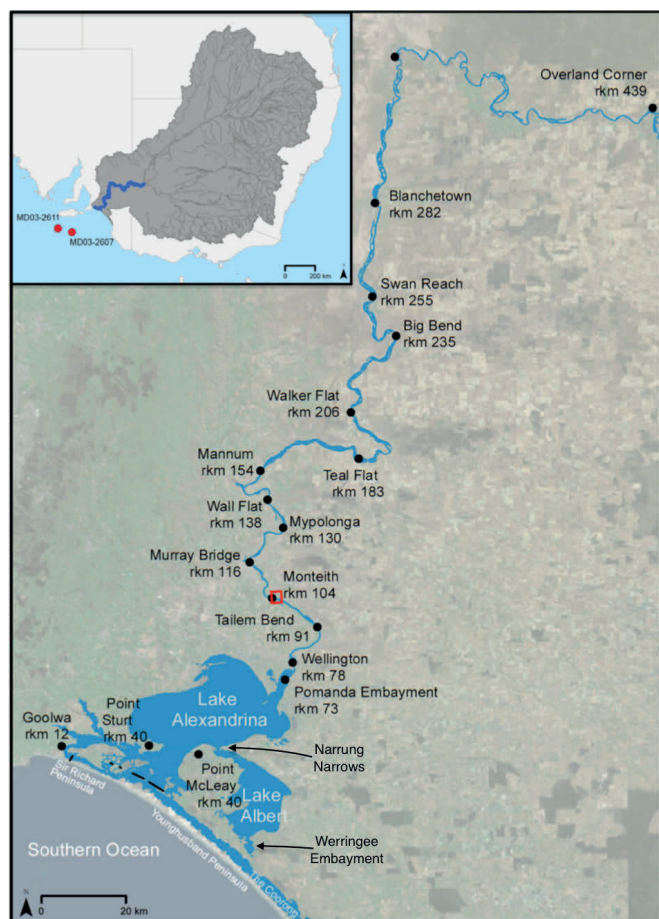 MD03-2611
MD03-2607
0 200 km
Overland Corner
rkm 439
Blanchetown
rkm 282
Swan Reach
rkm 255
Big Bend
rkm 235
Walker Flat
rkm 206
Mannum
rkm 154
Teal Flat
rkm 183
Wall Flat
rkm 138
Mypolonga
rkm 130
Murray Bridge
rkm 116
Monteith
rkm 104
Tailem Bend
rkm 91
Wellington
rkm 78
Pomanda Embayment
rkm 73
Lake
Alexandrina
Goolwa
rkm 12
Point
Sturt
rkm 40
Narrung
Narrows
Point
McLeay
rkm 40
Lake
Albert
Sir Richard
Peninsula
Younghusband Peninsula
The Coorong
Werringee
Embayment
Southern Ocean
N
0 20 km